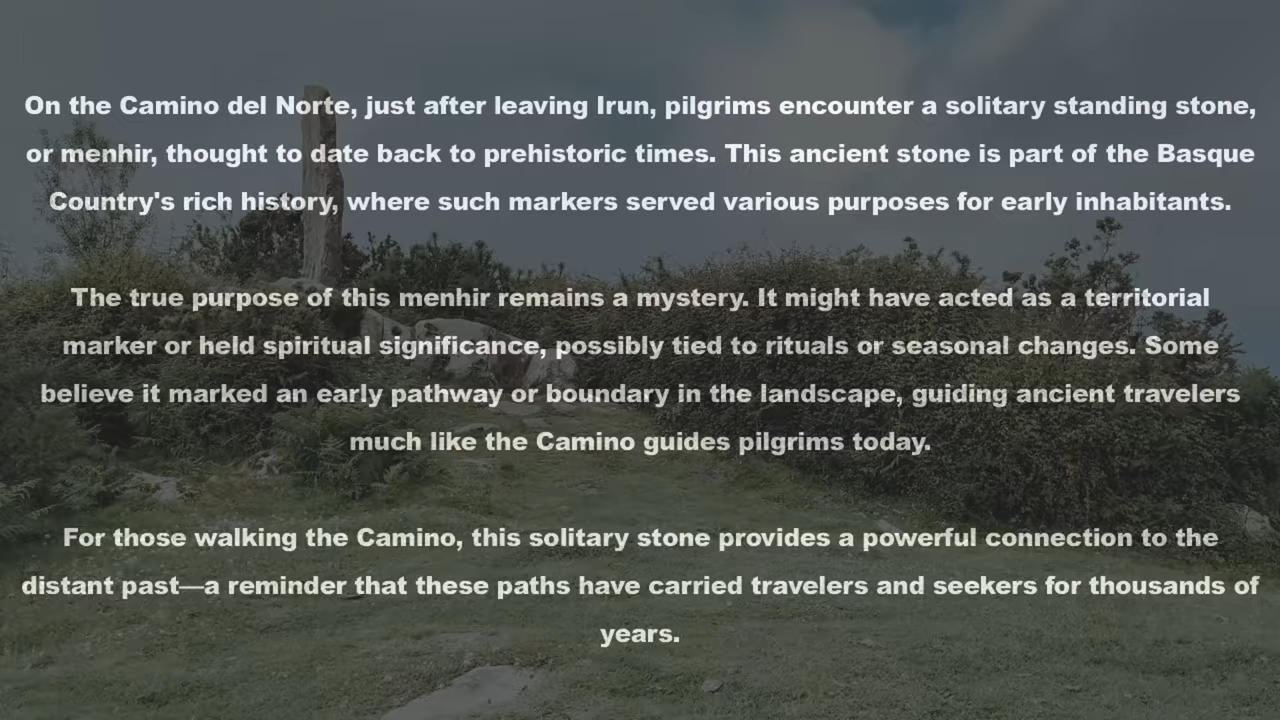 On the Camino del Norte, just after leaving Irun, pilgrims encounter a solitary standing stone,
or menhir, thought to date back to prehistoric times. This ancient stone is part of the Basque
Country's rich history, where such markers served various purposes for early inhabitants.
The true purpose of this menhir remains a mystery. It might have acted as a territorial
marker or held spiritual significance, possibly tied to rituals or seasonal changes. Some
believe it marked an early pathway or boundary in the landscape, guiding ancient travelers
much like the Camino guides pilgrims today.
For those walking the Camino, this solitary stone provides a powerful connection to the
distant past—a reminder that these paths have carried travelers and seekers for thousands of
years.